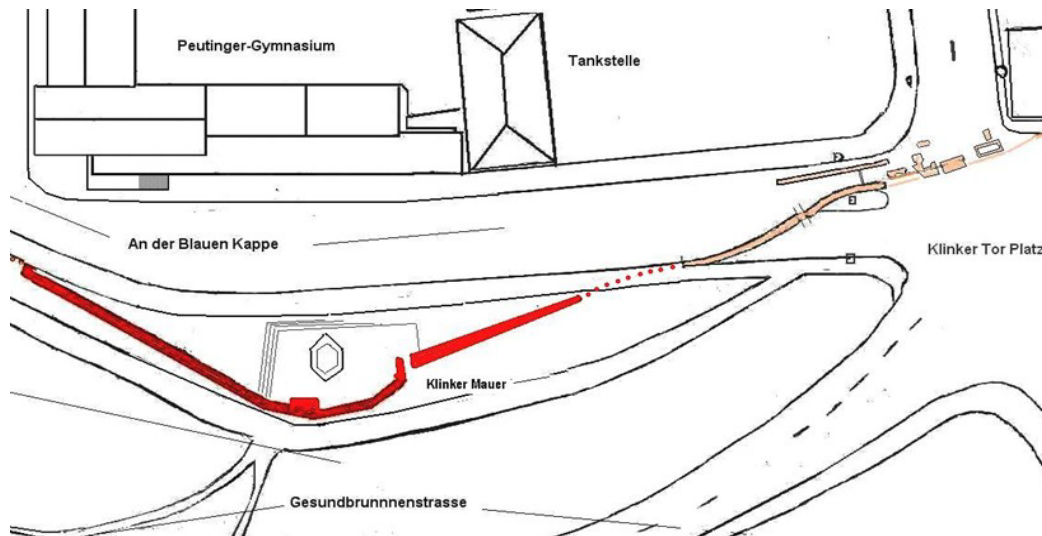 Peutinger-Gymnasium
Tankstelle
An der Blauen Kappe
Klinker Tor Platz
Klinker Mauer
Gesundbrunnnenstrasse